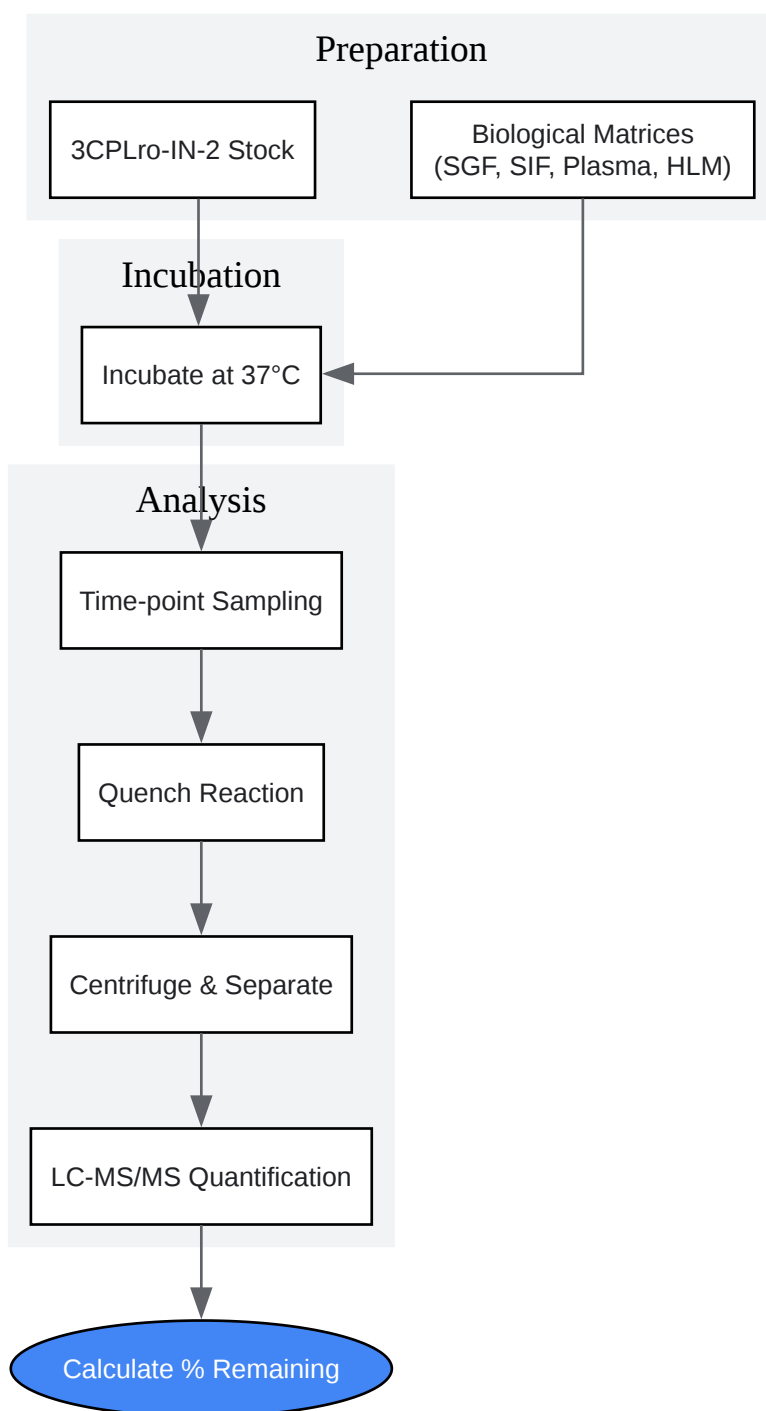 Preparation
3CPLro-IN-2 Stock
Biological Matrices
(SGF, SIF, Plasma, HLM)
Incubation
Incubate at 37°C
Analysis
Time-point Sampling
Quench Reaction
Centrifuge & Separate
LC-MS/MS Quantification
Calculate % Remaining